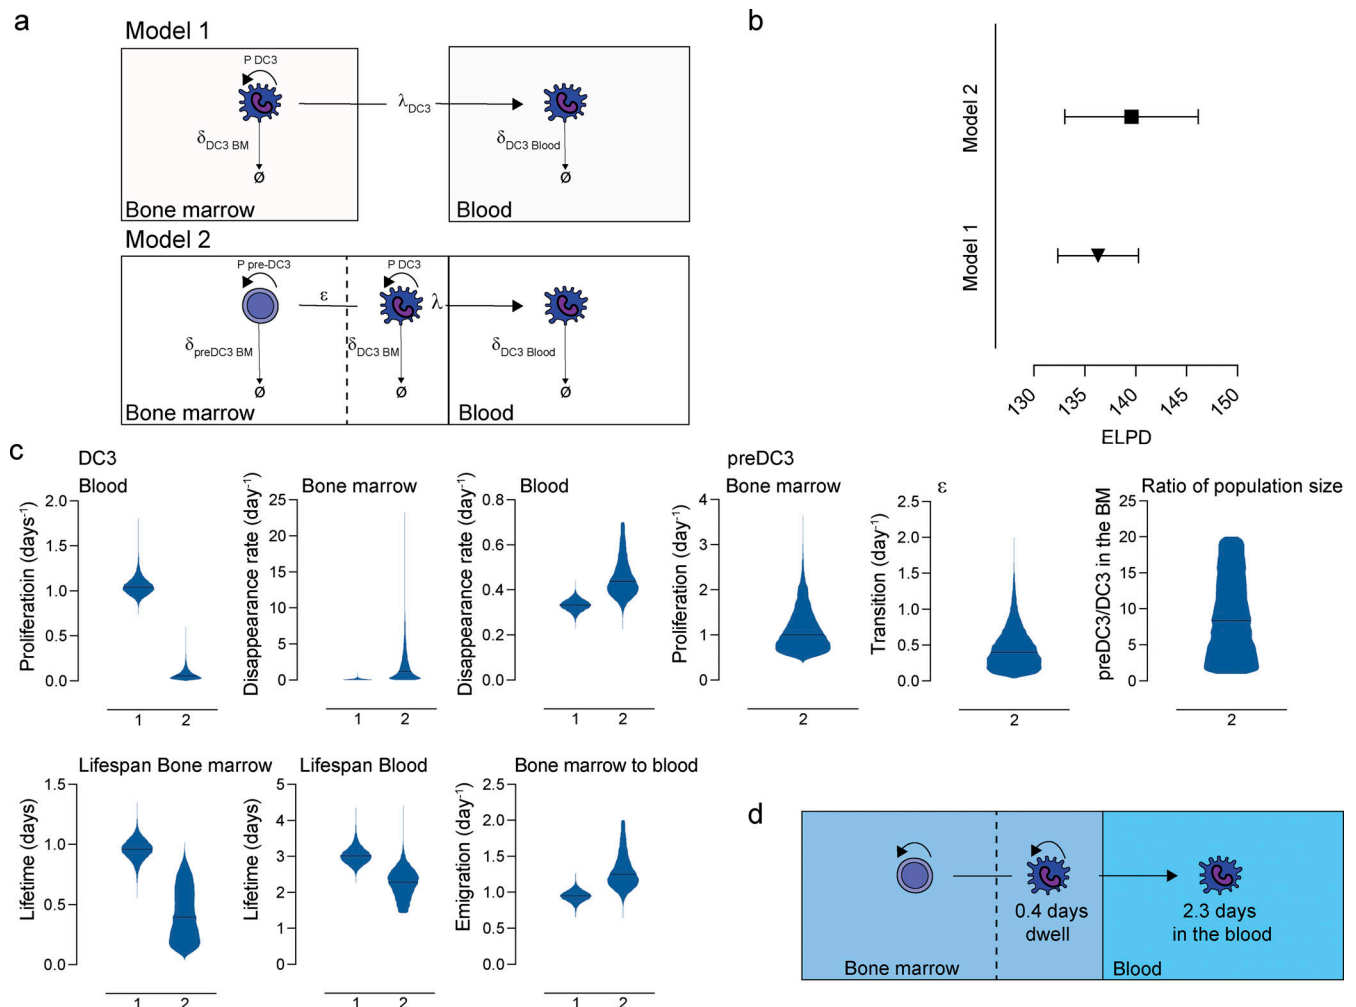 a
Model 1
P DC3
λDC3
δDC3 BM
δDC3 Blood
Ø
Ø
Bone marrow
Blood
Model 2
P pre-DC3
P DC3
ε
λ
δpreDC3 BM
δDC3 BM
δDC3 Blood
Ø
Ø
Ø
Bone marrow
Blood
b
Model 2
Model 1
130
135
140
145
150
ELPD
c
DC3
Blood
Proliferatioin (days-1)
2.0
1.5
1.0
0.5
0.0
1
2
Bone marrow
Disappearance rate (day-1)
25
20
15
10
5
0
1
2
Blood
Disappearance rate (day-1)
0.8
0.6
0.4
0.2
0.0
1
2
preDC3
Bone marrow
Proliferation (day-1)
4
3
2
1
0
2
ε
Transition (day-1)
2.5
2.0
1.5
1.0
0.5
0.0
2
Ratio of population size
preDC3/DC3 in the BM
25
20
15
10
5
0
2
Lifespan Bone marrow
Lifetime (days)
1.5
1.0
0.5
0.0
1
2
Lifespan Blood
Lifetime (days)
5
4
3
2
1
0
1
2
Bone marrow to blood
Emigration (day-1)
2.5
2.0
1.5
1.0
0.5
0.0
1
2
d
0.4 days
dwell
2.3 days
in the blood
Bone marrow
Blood